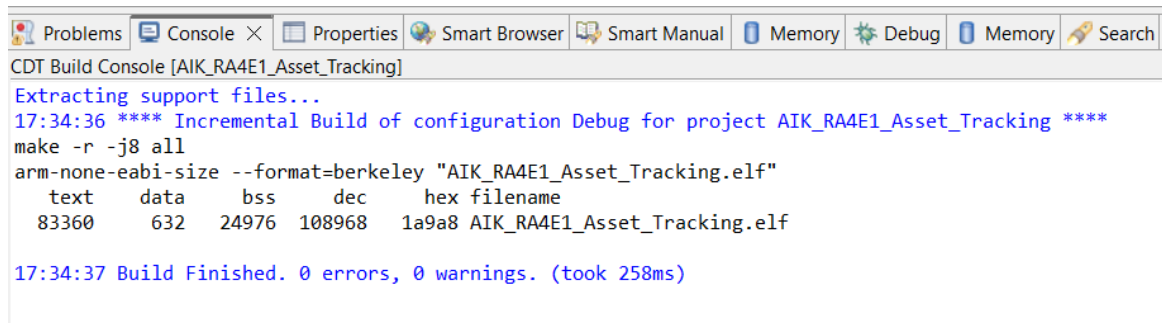 Problems Console Properties Smart Browser Smart Manual Memory Debug Memory Search
CDT Build Console [AIK_RA4E1_Asset_Tracking]
Extracting support files...
17:34:36 **** Incremental Build of configuration Debug for project AIK_RA4E1_Asset_Tracking ****
make -r -j8 all
arm-none-eabi-size --format=berkeley "AIK_RA4E1_Asset_Tracking.elf"
text data bss dec hex filename
83360 632 24976 108968 1a9a8 AIK_RA4E1_Asset_Tracking.elf
17:34:37 Build Finished. 0 errors, 0 warnings. (took 258ms)